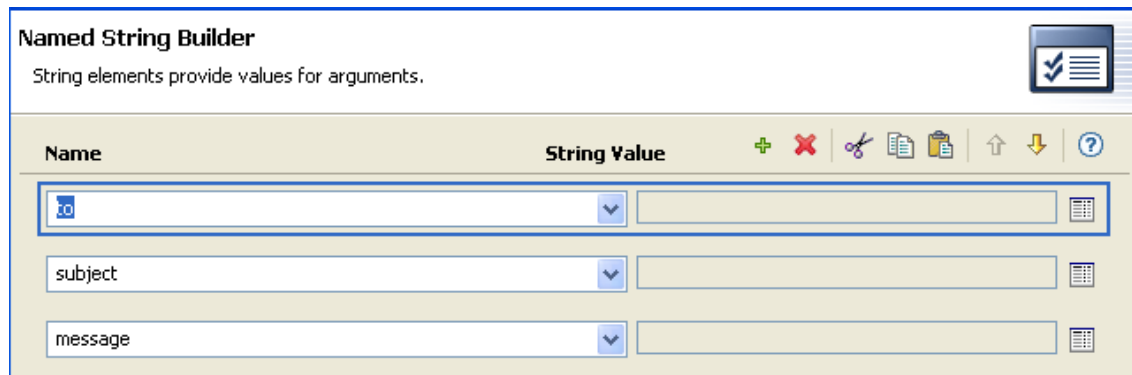 Named String Builder
String elements provide values for arguments.
Name String Value
to
subject
message